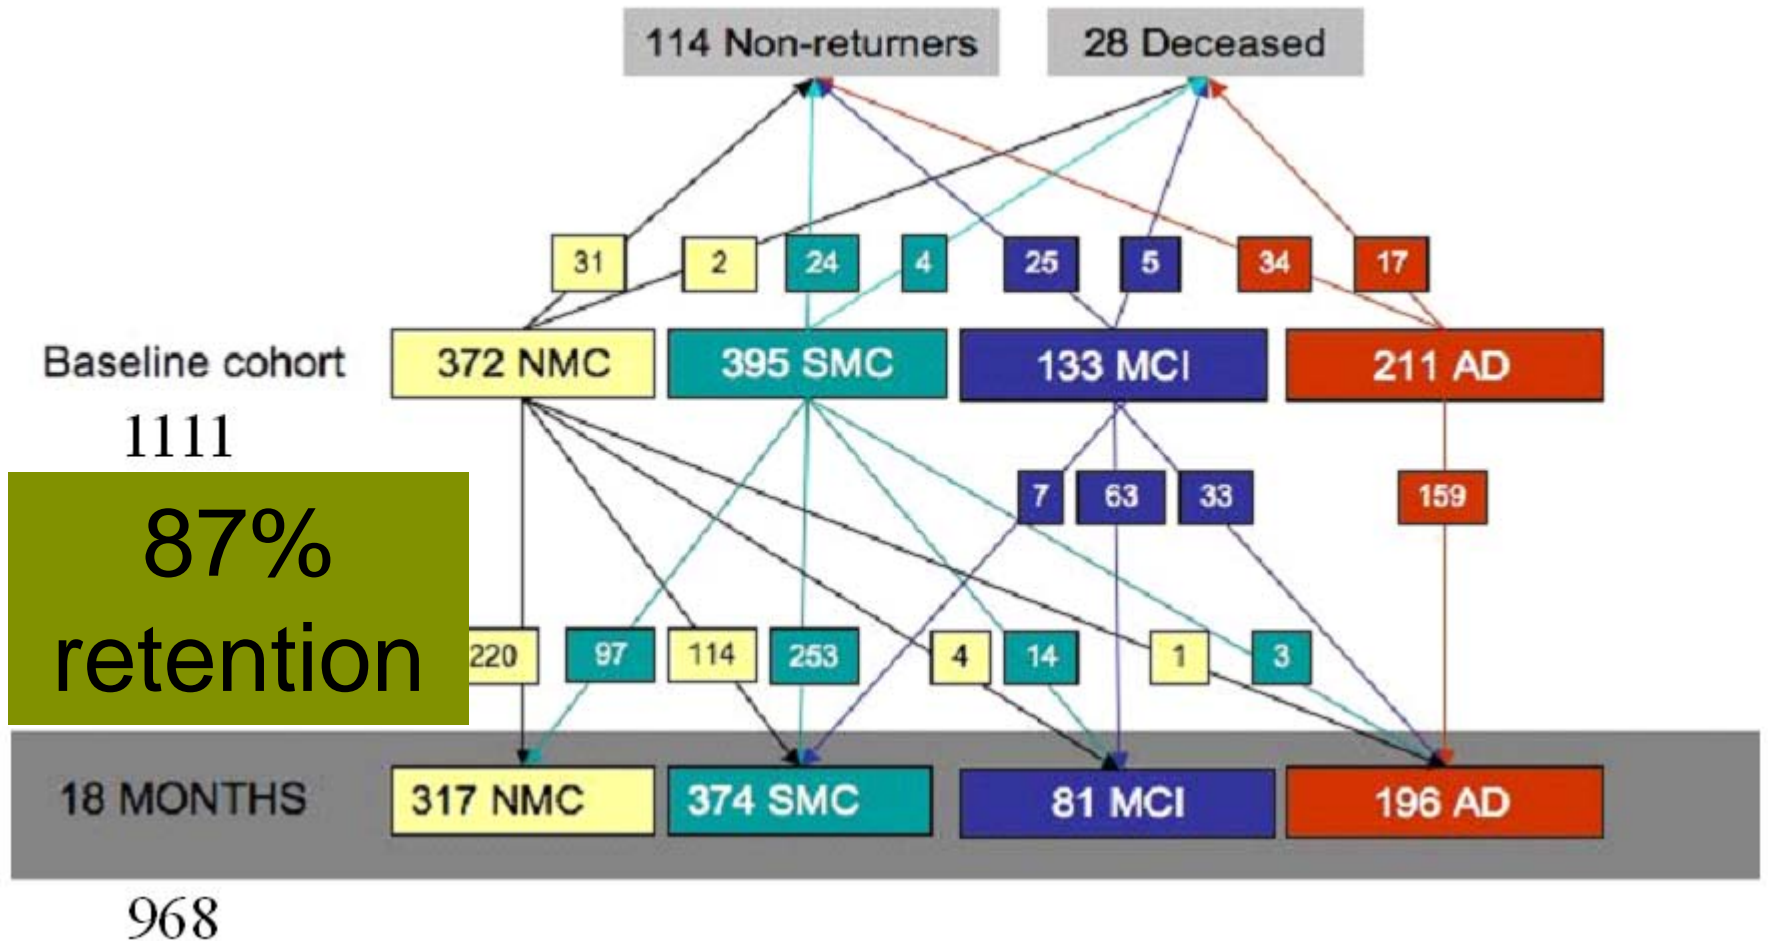 114 Non-returners
28 Deceased
31
2
24
4
25
5
34
17
Baseline cohort
372 NMC
395 SMC
133 MCI
211 AD
1111
87%
retention
7
63
33
159
220
97
114
253
4
14
1
3
18 MONTHS
317 NMC
374 SMC
81 MCI
196 AD
968